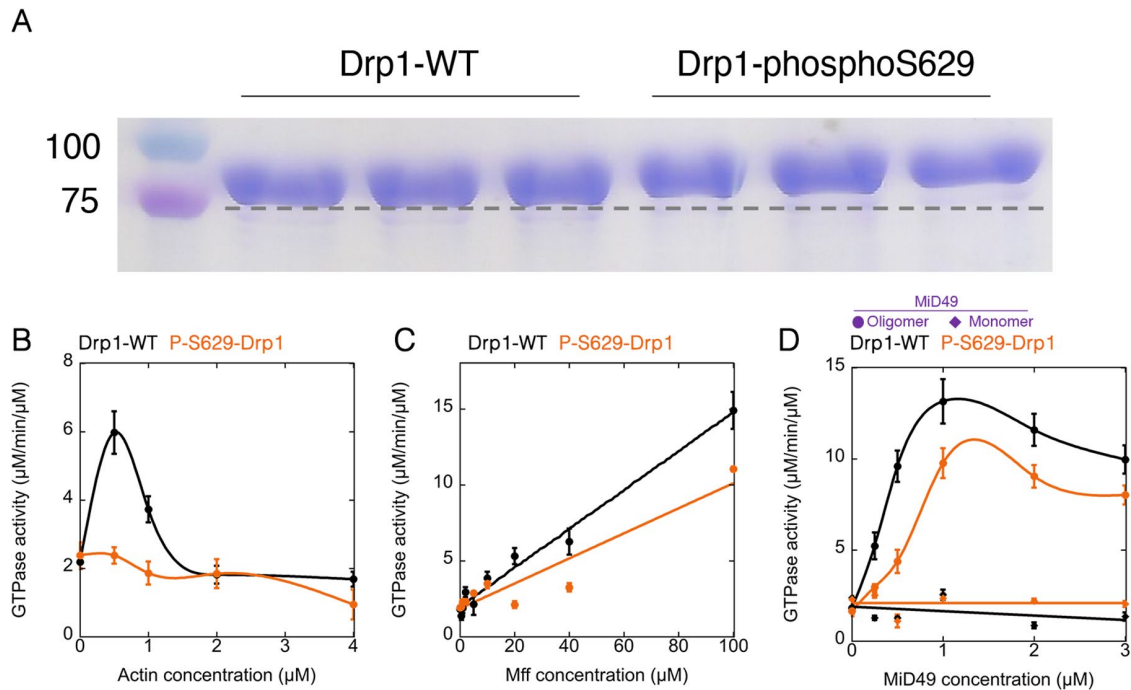 A
Drp1-WT Drp1-phosphoS629
100
75
B
Drp1-WT P-S629-Drp1
8
6
4
2
0
GTPase activity (μM/min/μM)
0 1 2 3 4
Actin concentration (μM)
C
Drp1-WT P-S629-Drp1
15
10
5
0
GTPase activity (μM/min/μM)
0 20 40 60 80 100
Mff concentration (μM)
MiD49
Oligomer Monomer
D
Drp1-WT P-S629-Drp1
15
10
5
0
GTPase activity (μM/min/μM)
0 1 2 3
MiD49 concentration (μM)